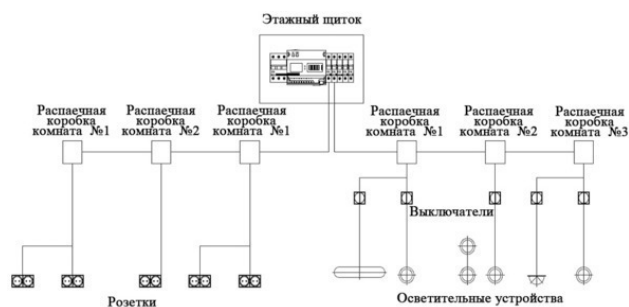 Этажный щиток
Распаечная
коробка
комната №1
Распаечная
коробка
комната №2
Распаечная
коробка
комната №1
Распаечная
коробка
комната №1
Распаечная
коробка
комната №2
Распаечная
коробка
комната №3
Выключатели
Розетки
Осветительные устройства